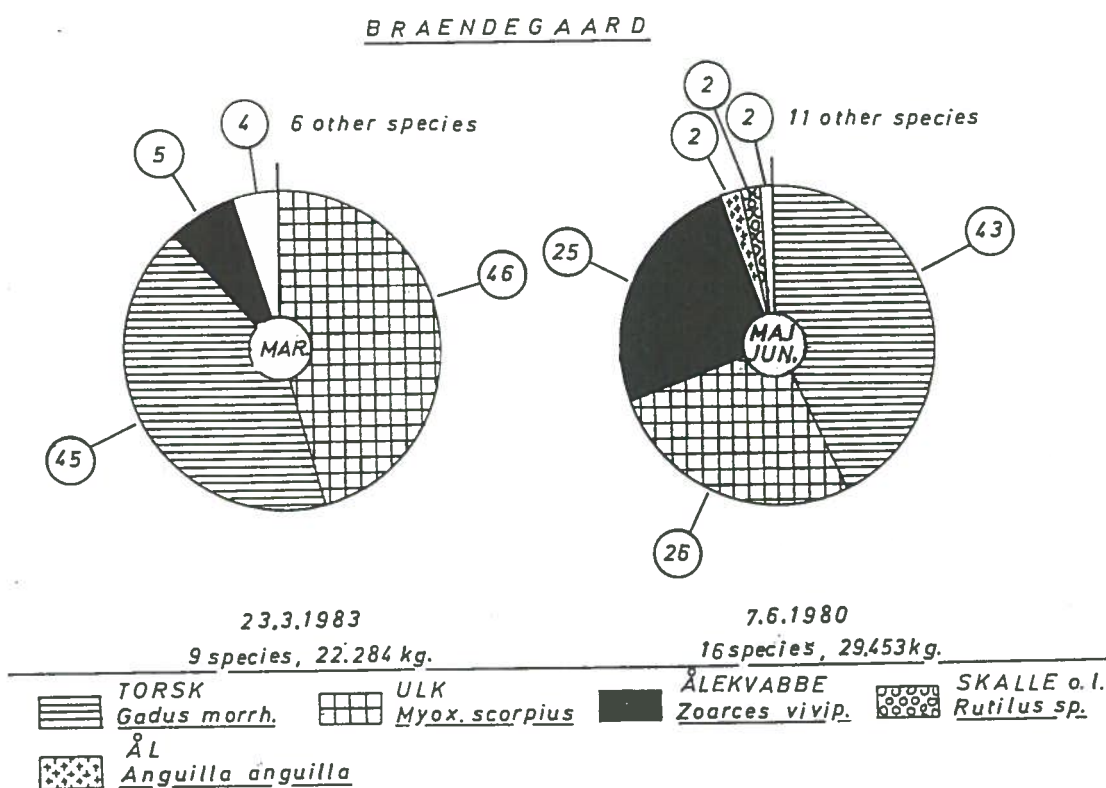 BRAENDEGAARD
4
6 other species
5
46
45
MAR.
2
2
2
11 other species
43
25
26
MAJ
JUN.
23.3.1983
9 species, 22.284 kg.
7.6.1980
16 species, 29.453 kg.
TORSK
Gadus morrh.
ULK
Myox. scorpius
ÅLEKVABBE
Zoarces vivip.
SKALLE o.l.
Rutilus sp.
ÅL
Anguilla anguilla